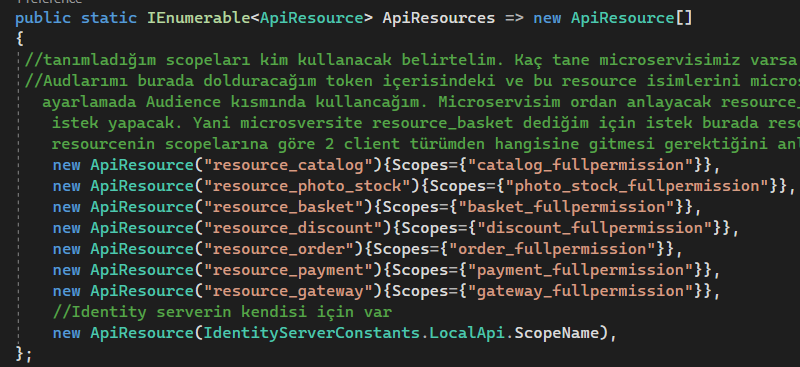 public static IEnumerable<ApiResource> ApiResources => new ApiResource[]
{
//tanımladığım scopeları kim kullanacak belirtelim. Kaç tane microservisimiz varsa
//Audlarımı burada dolduracağım token içerisindeki ve bu resource isimlerini micros
ayarlamada Audience kısmında kullancağım. Microservisim ordan anlayacak resource_
istek yapacak. Yani microsversite resource_basket dediğim için istek burada reso
resourcenin scopelarına göre 2 client türümden hangisine gitmesi gerektiğini anl
new ApiResource("resource_catalog"){Scopes={"catalog_fullpermission"}},
new ApiResource("resource_photo_stock"){Scopes={"photo_stock_fullpermission"}},
new ApiResource("resource_basket"){Scopes={"basket_fullpermission"}},
new ApiResource("resource_discount"){Scopes={"discount_fullpermission"}},
new ApiResource("resource_order"){Scopes={"order_fullpermission"}},
new ApiResource("resource_payment"){Scopes={"payment_fullpermission"}},
new ApiResource("resource_gateway"){Scopes={"gateway_fullpermission"}},
//Identity serverin kendisi için var
new ApiResource(IdentityServerConstants.LocalApi.ScopeName),
};